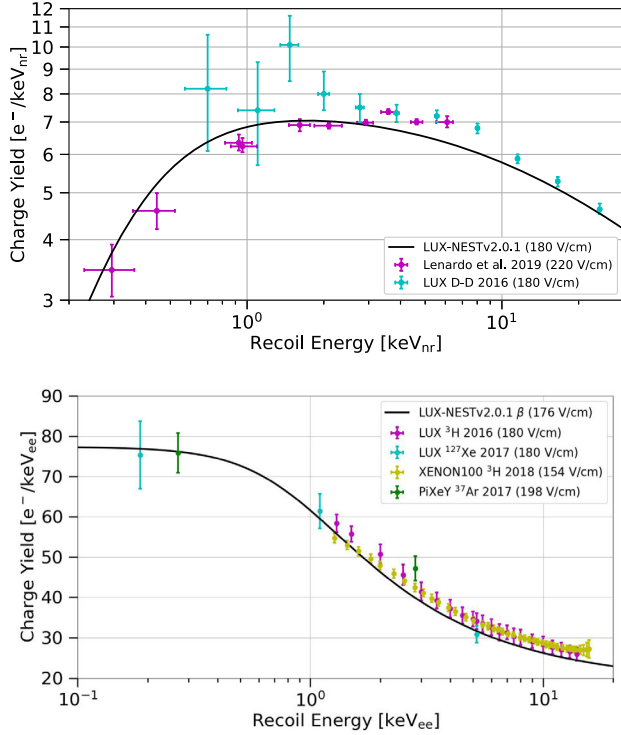 12
11
10
9
8
7
6
5
4
3
Charge Yield [e⁻/keVₙᵣ]
LUX-NESTv2.0.1 (180 V/cm)
Lenardo et al. 2019 (220 V/cm)
LUX D-D 2016 (180 V/cm)
10⁰ 10¹
Recoil Energy [keVₙᵣ]
90
80
70
60
50
40
30
20
Charge Yield [e⁻/keVₑₑ]
LUX-NESTv2.0.1 β (176 V/cm)
LUX ³H 2016 (180 V/cm)
LUX ¹²⁷Xe 2017 (180 V/cm)
XENON100 ³H 2018 (154 V/cm)
PiXeY ³⁷Ar 2017 (198 V/cm)
10⁻¹ 10⁰ 10¹
Recoil Energy [keVₑₑ]